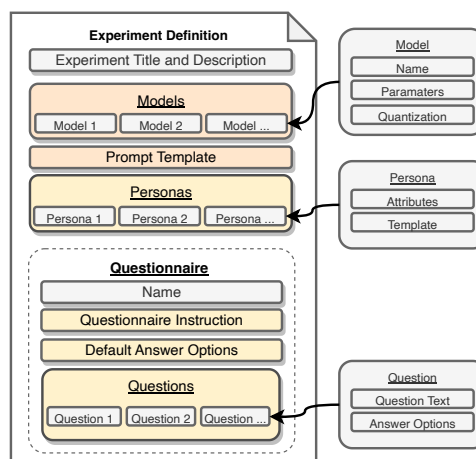 Experiment Definition
Experiment Title and Description
Models
Model 1 Model 2 Model ...
Prompt Template
Personas
Persona 1 Persona 2 Persona ...
Questionnaire
Name
Questionnaire Instruction
Default Answer Options
Questions
Question 1 Question 2 Question ...
Model
Name
Paramaters
Quantization
Persona
Attributes
Template
Question
Question Text
Answer Options